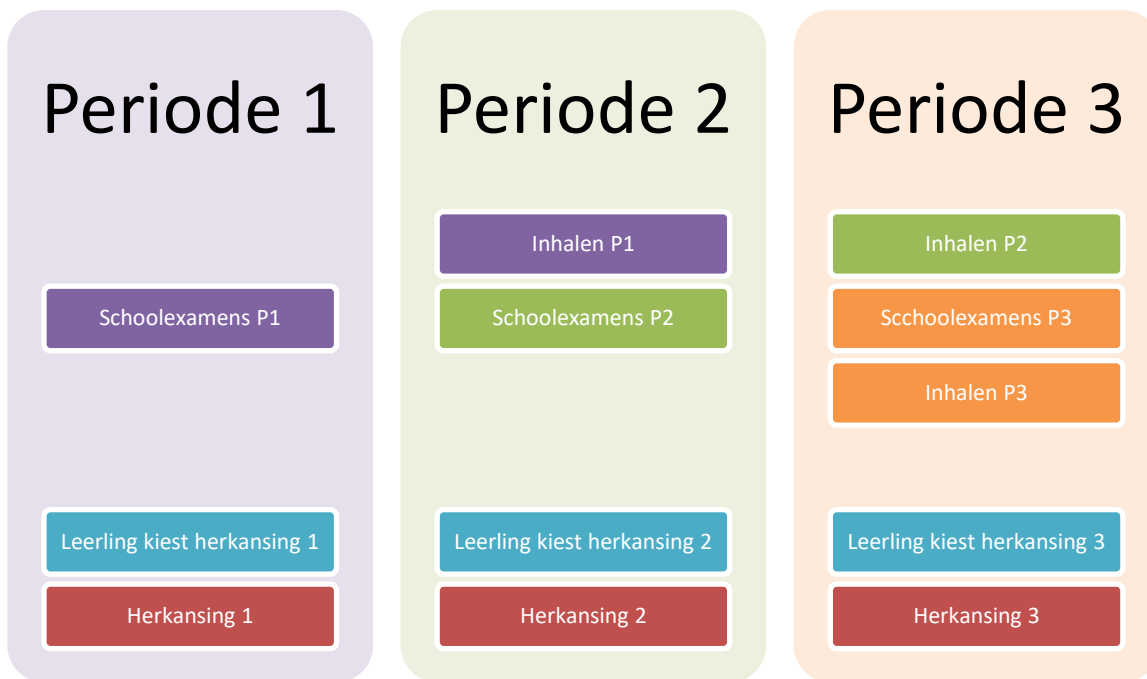 Periode 1
Schoolexamens P1
Leerling kiest herkansing 1
Herkansing 1
Periode 2
Inhalen P1
Schoolexamens P2
Leerling kiest herkansing 2
Herkansing 2
Periode 3
Inhalen P2
Scchoolexamens P3
Inhalen P3
Leerling kiest herkansing 3
Herkansing 3